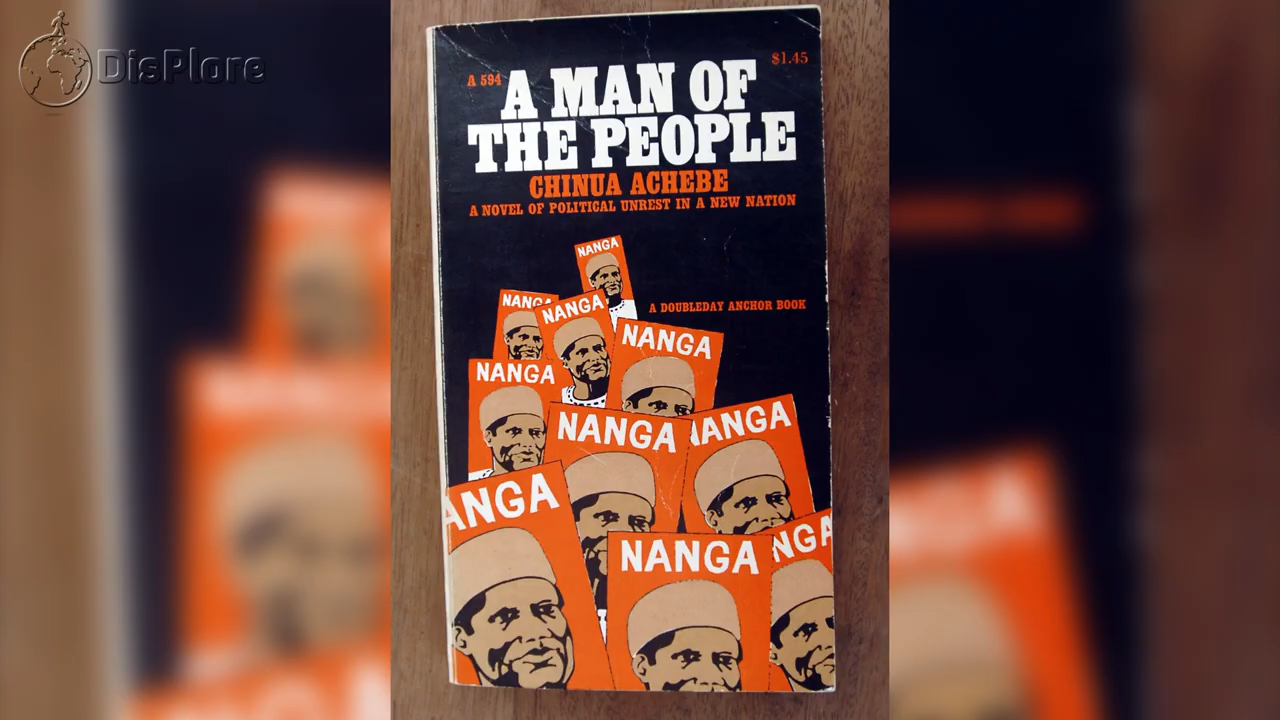 DisPlore
A 594
$1.45
A MAN OF
THE PEOPLE
CHINUA ACHEBE
A NOVEL OF POLITICAL UNREST IN A NEW NATION
NANGA
A DOUBLEDAY ANCHOR BOOK
NANGA
NANGA
NANGA
NANGA
NANGA
NANGA
ANGA
NANGA
NGA